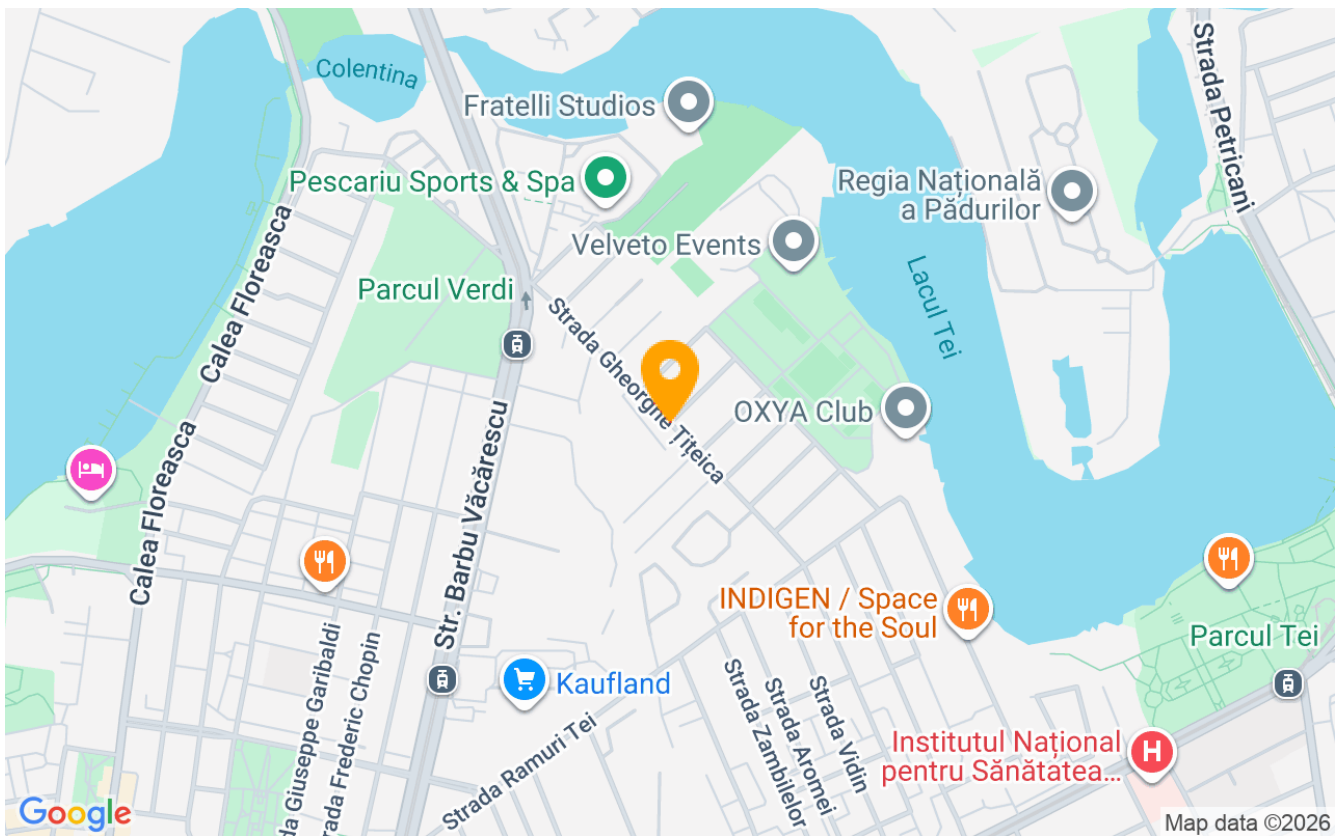 Colentina
Fratelli Studios
Strada Petricani
Pescariu Sports & Spa
Regia Națională
a Pădurilor
Calea Floreasca
Velveto Events
Parcul Verdi
Lacul Tei
Strada Gheorghe Țițeica
OXYA Club
Calea Floreasca
Str. Barbu Văcărescu
INDIGEN / Space
for the Soul
Parcul Tei
Kaufland
da Giuseppe Garibaldi
rada Frederic Chopin
Strada Ramuri Tei
Strada Zambilelor
Strada Aromei
Strada Vidin
Institutul Național
pentru Sănătatea...
H
Google
Map data ©2026